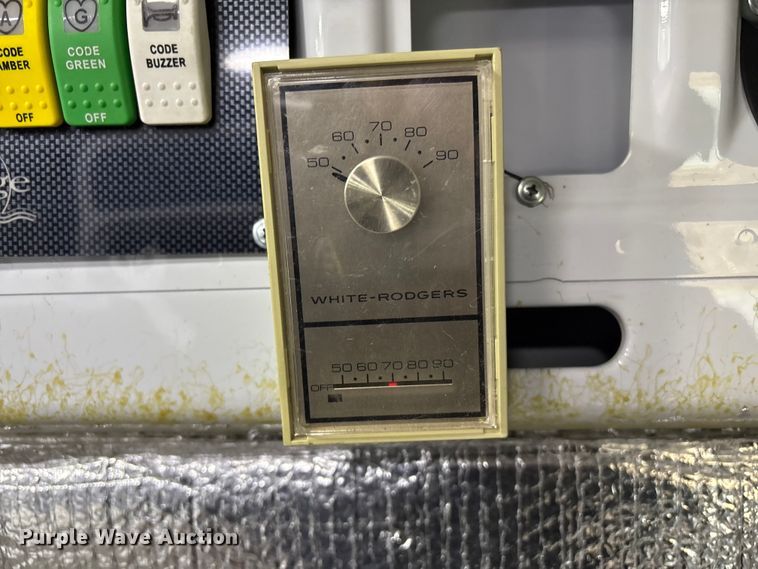 A
G
CODE
AMBER
OFF
CODE
GREEN
OFF
CODE
BUZZER
50 60 70 80 90
WHITE-RODGERS
50 60 70 80 90
OFF
Purple Wave Auction